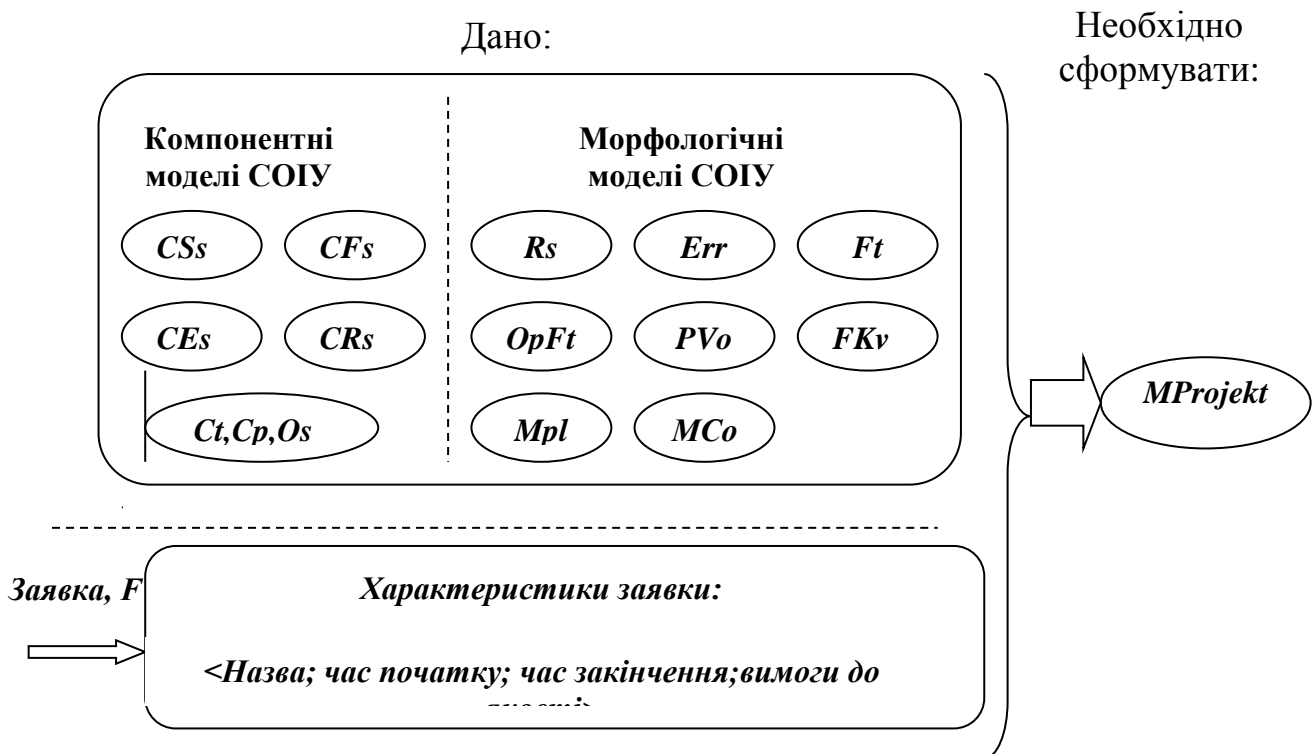 Дано:
Необхідно
сформувати:
Компонентні
моделі СОІУ
Морфологічні
моделі СОІУ
CSs
CFs
Rs
Err
Ft
CEs
CRs
OpFt
PVo
FKv
Ct,Cp,Os
Mpl
MCo
MProjekt
Заявка, F
Характеристики заявки:
<Назва; час початку; час закінчення;вимоги до